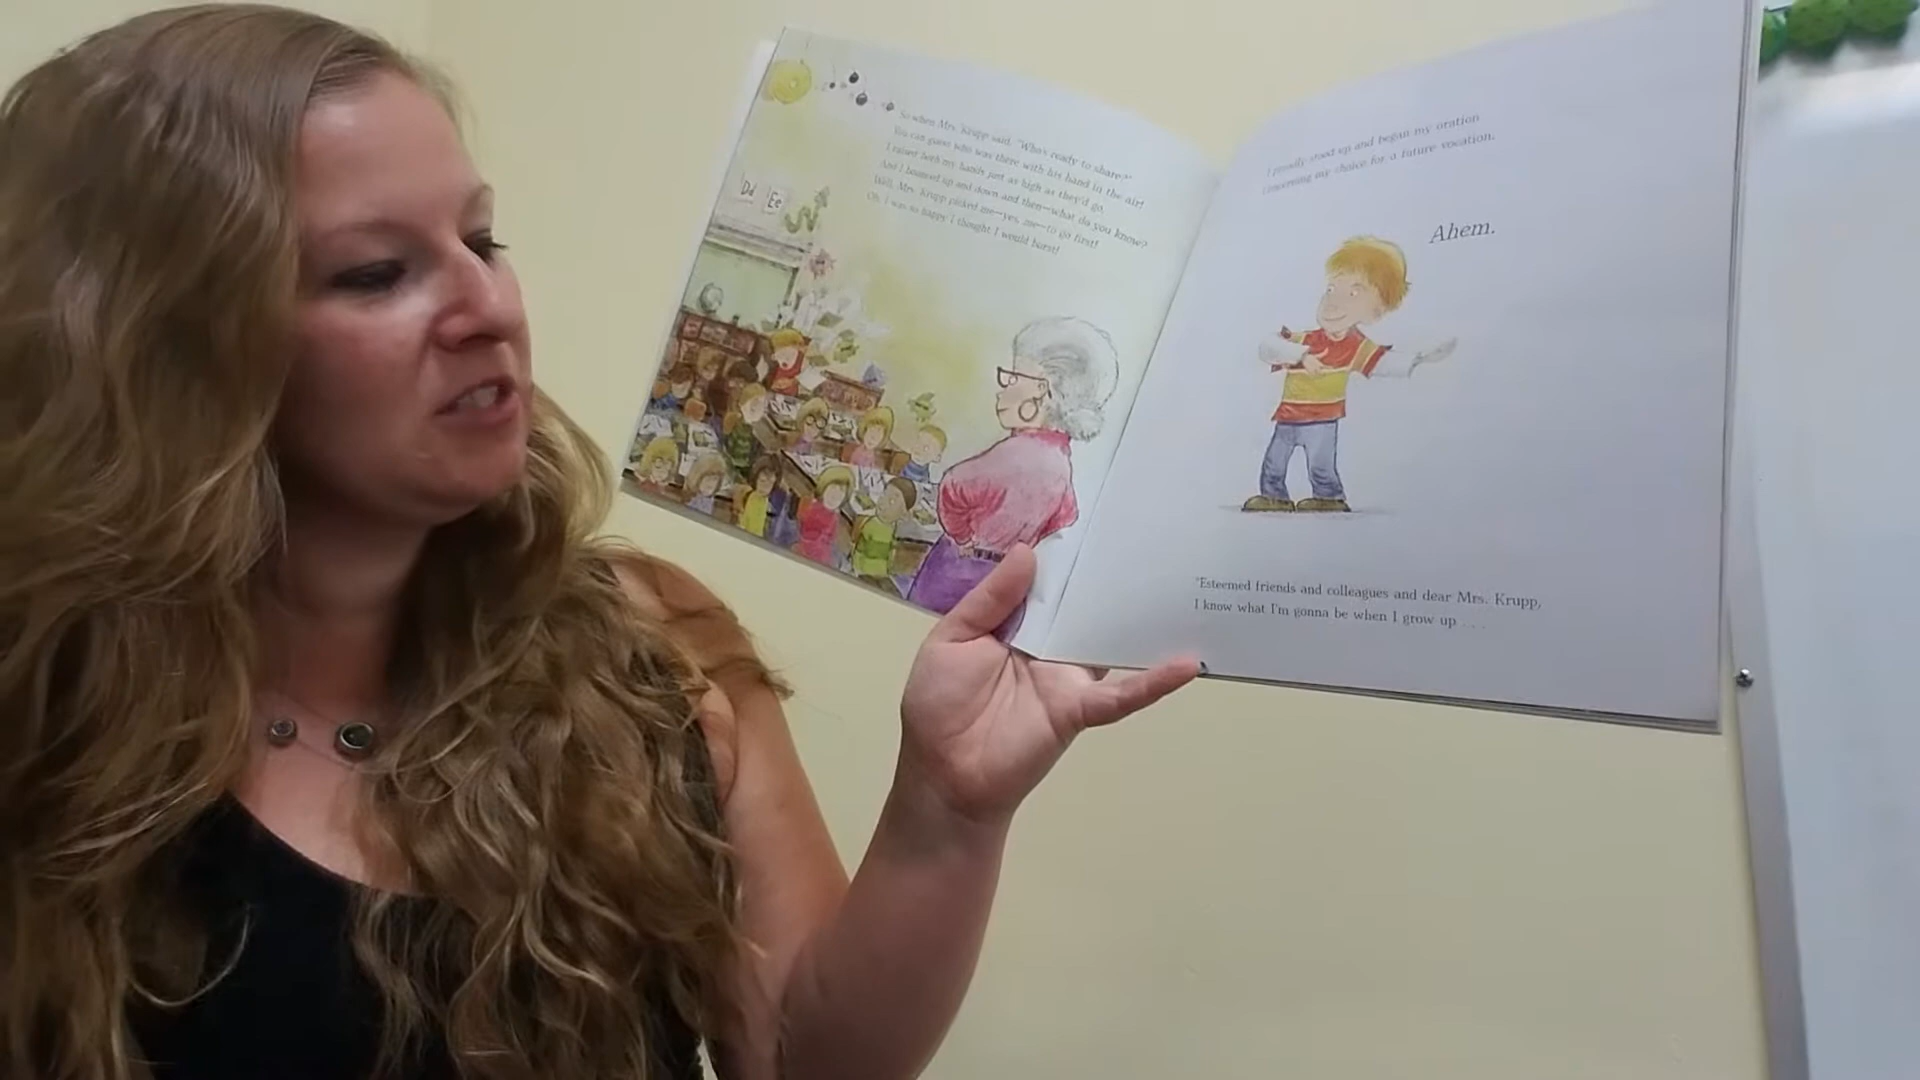 Dd
Ee
So when Mrs. Krupp said, "Who's ready to share?"
You can guess who was there with his hand in the air!
I raised both my hands just as high as they'd go,
And I bounced up and down and then—what do you know?
Well, Mrs. Krupp picked me—yes, me—to go first!
Oh, I was so happy I thought I would burst!
I proudly stood up and began my oration
Concerning my choice for a future vocation.
Ahem.
"Esteemed friends and colleagues and dear Mrs. Krupp,
I know what I'm gonna be when I grow up . . .